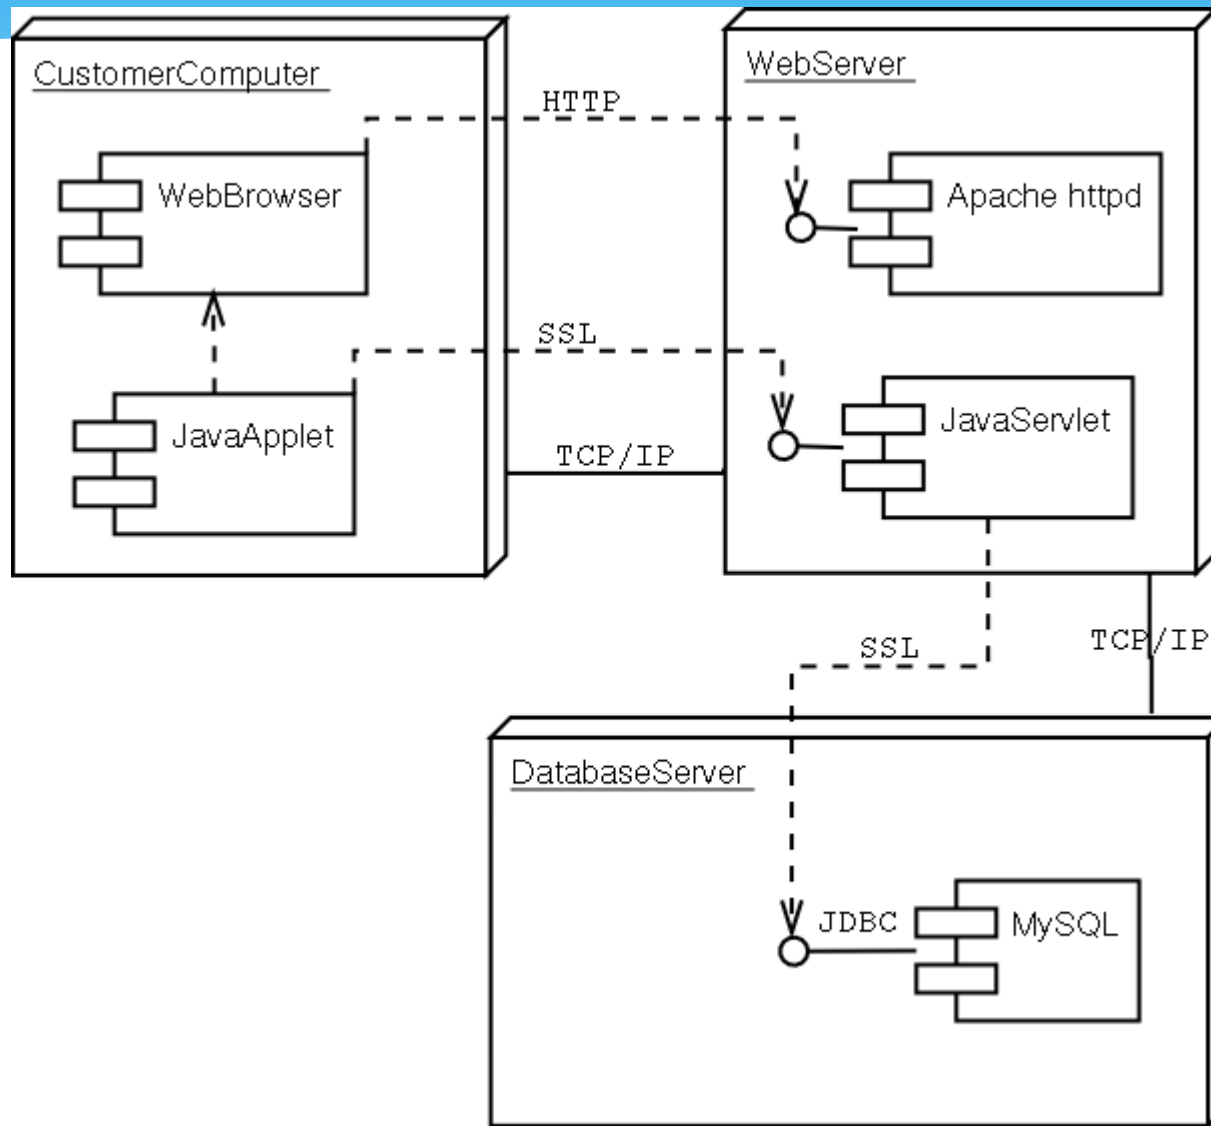 CustomerComputer
WebServer
HTTP
WebBrowser
Apache httpd
SSL
JavaApplet
JavaServlet
TCP/IP
SSL
TCP/IP
DatabaseServer
JDBC
MySQL